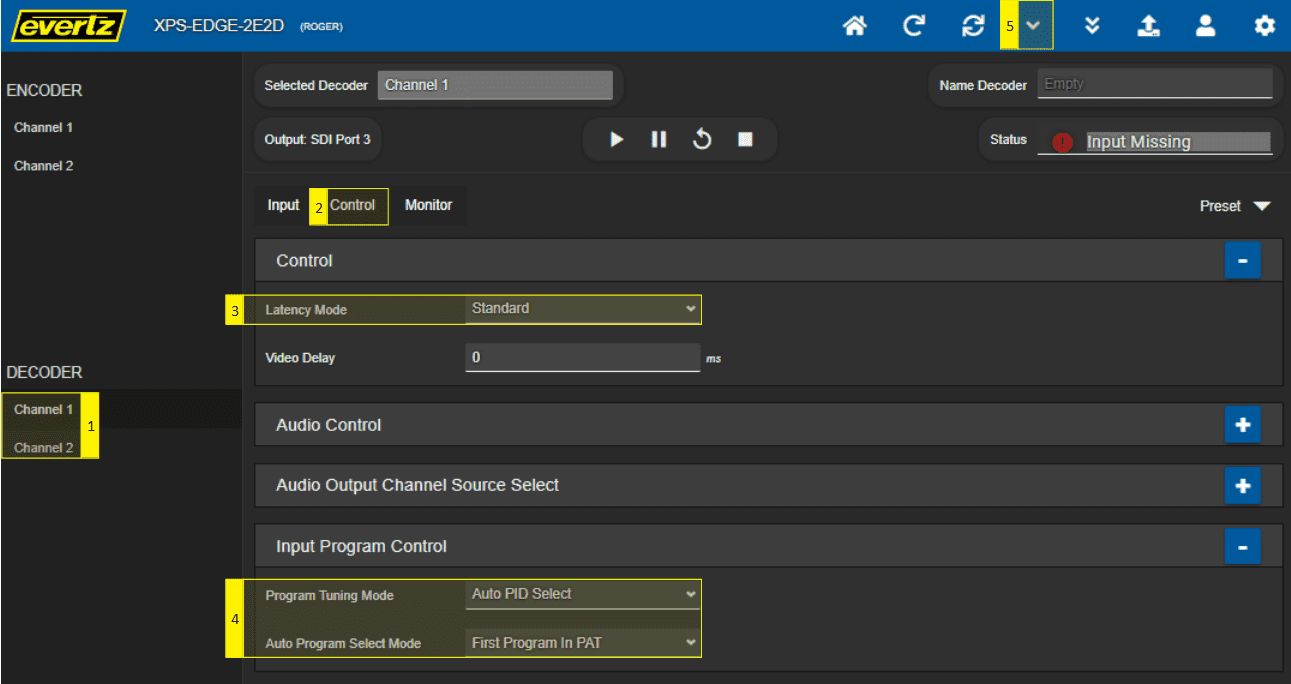 evertz XPS-EDGE-2E2D (ROGER) 5
ENCODER
Channel 1
Channel 2
DECODER
Channel 1
1
Channel 2
Selected Decoder Channel 1 Name Decoder Empty
Output: SDI Port 3 Status ! Input Missing
Input 2 Control Monitor Preset
Control -
3 Latency Mode Standard
Video Delay 0 ms
Audio Control +
Audio Output Channel Source Select +
Input Program Control -
Program Tuning Mode Auto PID Select
4
Auto Program Select Mode First Program In PAT